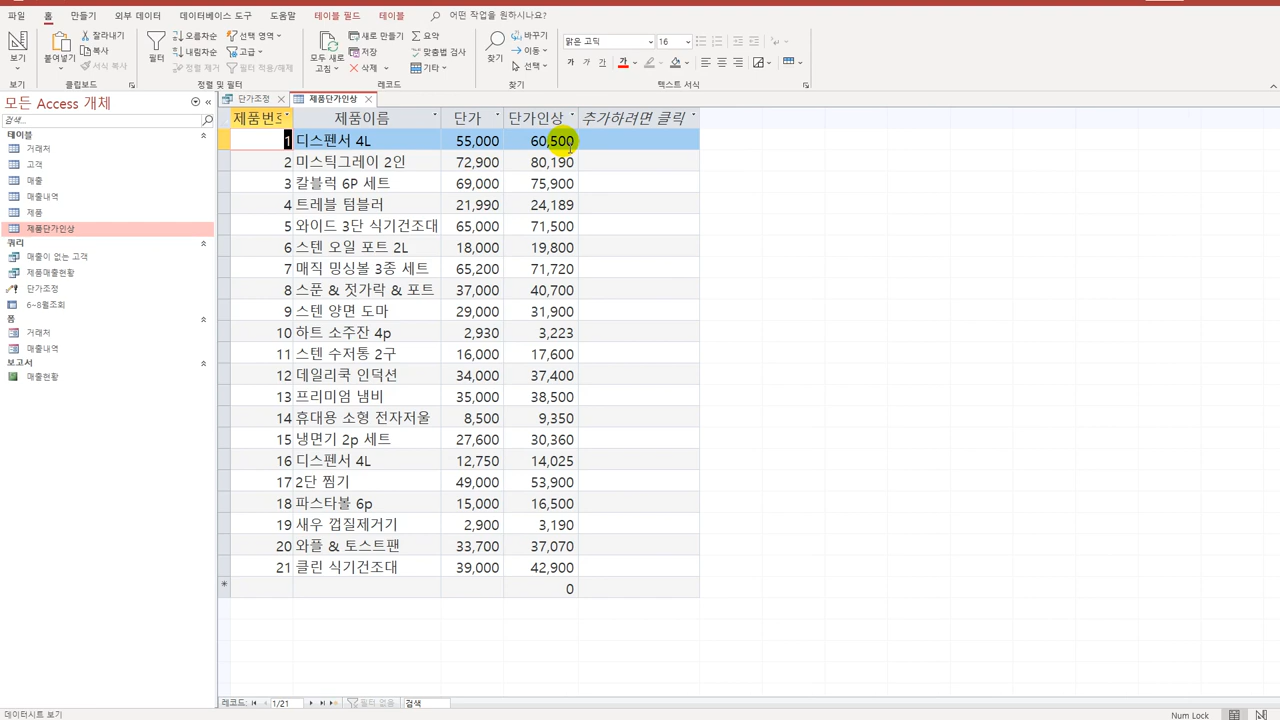 파일 홈 만들기 외부 데이터 데이터베이스 도구 도움말 테이블 필드 테이블 어떤 작업을 원하시나요?
보기 붙여넣기 잘라내기 복사 서식 복사 필터 오름차순 내림차순 정렬 제거 선택 영역 고급 필터 적용/해제 모두 새로 고침 새로 만들기 저장 삭제 요약 맞춤법 검사 기타 찾기 바꾸기 이동 선택 맑은 고딕 16 가 가 가 가
보기 클립보드 정렬 및 필터 레코드 찾기 텍스트 서식
모든 Access 개체
검색...
테이블
거래처
고객
매출
매출내역
제품
제품단가인상
쿼리
매출이 없는 고객
제품매출현황
단가조정
6~8월조회
폼
거래처
매출내역
보고서
매출현황
단가조정 제품단가인상
제품번호 제품이름 단가 단가인상 추가하려면 클릭
1 디스펜서 4L 55,000 60,500
2 미스틱그레이 2인 72,900 80,190
3 칼블럭 6P 세트 69,000 75,900
4 트레블 텀블러 21,990 24,189
5 와이드 3단 식기건조대 65,000 71,500
6 스텐 오일 포트 2L 18,000 19,800
7 매직 밍싱볼 3종 세트 65,200 71,720
8 스푼 & 젓가락 & 포트 37,000 40,700
9 스텐 양면 도마 29,000 31,900
10 하트 소주잔 4p 2,930 3,223
11 스텐 수저통 2구 16,000 17,600
12 데일리쿡 인덕션 34,000 37,400
13 프리미엄 냄비 35,000 38,500
14 휴대용 소형 전자저울 8,500 9,350
15 냉면기 2p 세트 27,600 30,360
16 디스펜서 4L 12,750 14,025
17 2단 찜기 49,000 53,900
18 파스타볼 6p 15,000 16,500
19 새우 껍질제거기 2,900 3,190
20 와플 & 토스트팬 33,700 37,070
21 클린 식기건조대 39,000 42,900
0
레코드: 1/21 필터 없음 검색
데이터시트 보기 Num Lock